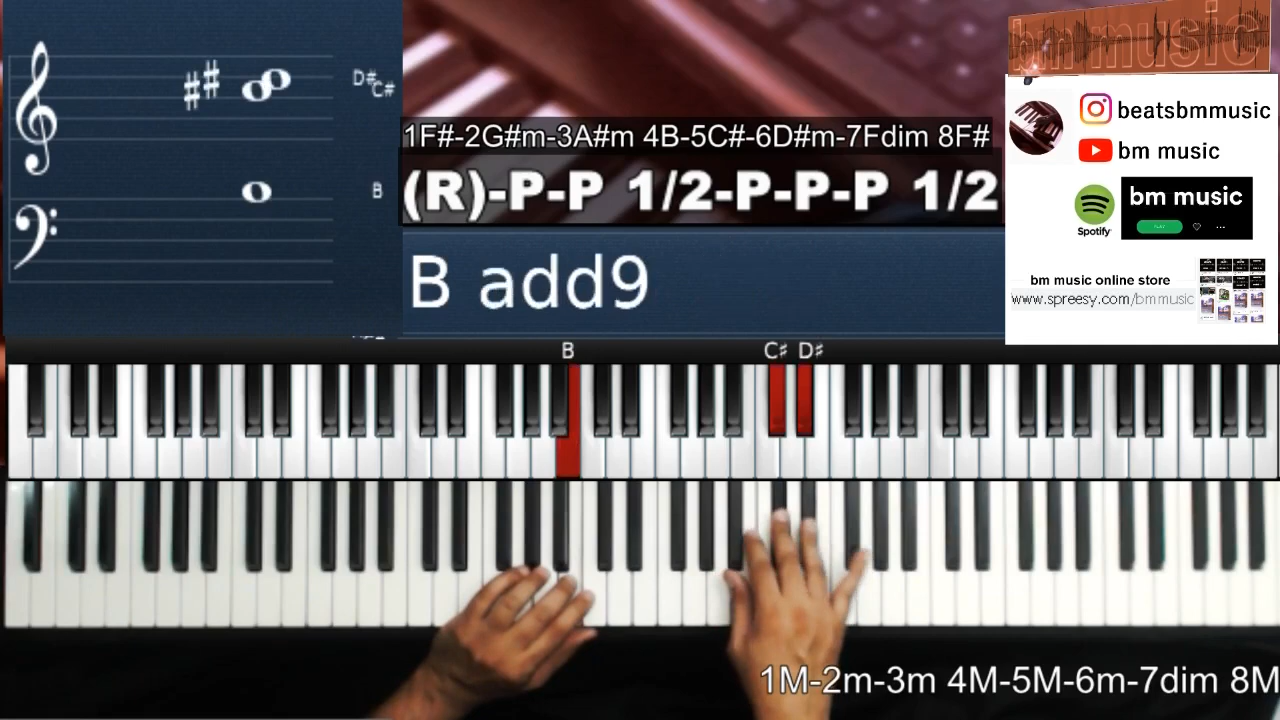 bm music
D#
C#
1F#-2G#m-3A#m 4B-5C#-6D#m-7Fdim 8F#
beatsbmmusic
bm music
B
(R)-P-P 1/2-P-P-P 1/2
bm music
PLAY
Spotify
B add9
bm music online store
www.spreesy.com/bmmusic
B C♯ D♯
1M-2m-3m 4M-5M-6m-7dim 8M